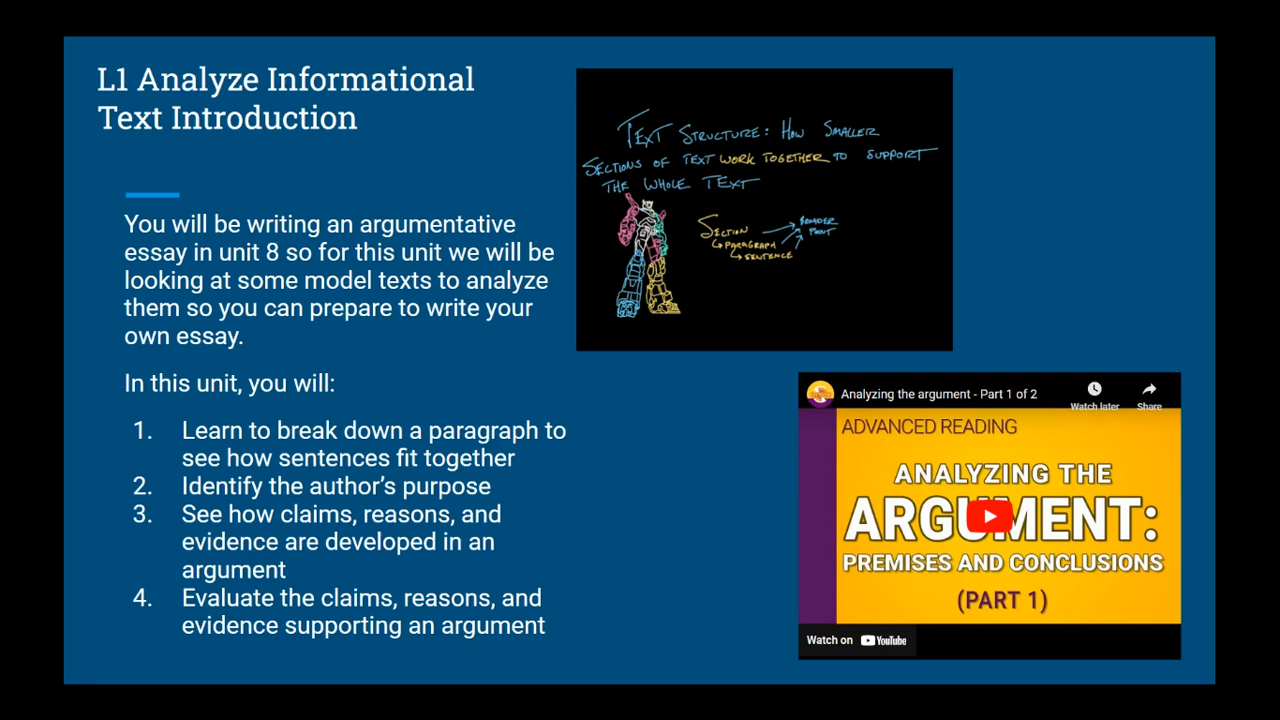 L1 Analyze Informational
Text Introduction
You will be writing an argumentative
essay in unit 8 so for this unit we will be
looking at some model texts to analyze
them so you can prepare to write your
own essay.
In this unit, you will:
1. Learn to break down a paragraph to
see how sentences fit together
2. Identify the author’s purpose
3. See how claims, reasons, and
evidence are developed in an
argument
4. Evaluate the claims, reasons, and
evidence supporting an argument
TEXT STRUCTURE: HOW SMALLER
SECTIONS OF TEXT WORK TOGETHER TO SUPPORT
THE WHOLE TEXT
SECTION
PARAGRAPH
SENTENCE
BROADER
POINT
Analyzing the argument - Part 1 of 2
Watch later
Share
ADVANCED READING
ANALYZING THE
ARGUMENT:
PREMISES AND CONCLUSIONS
(PART 1)
Watch on YouTube